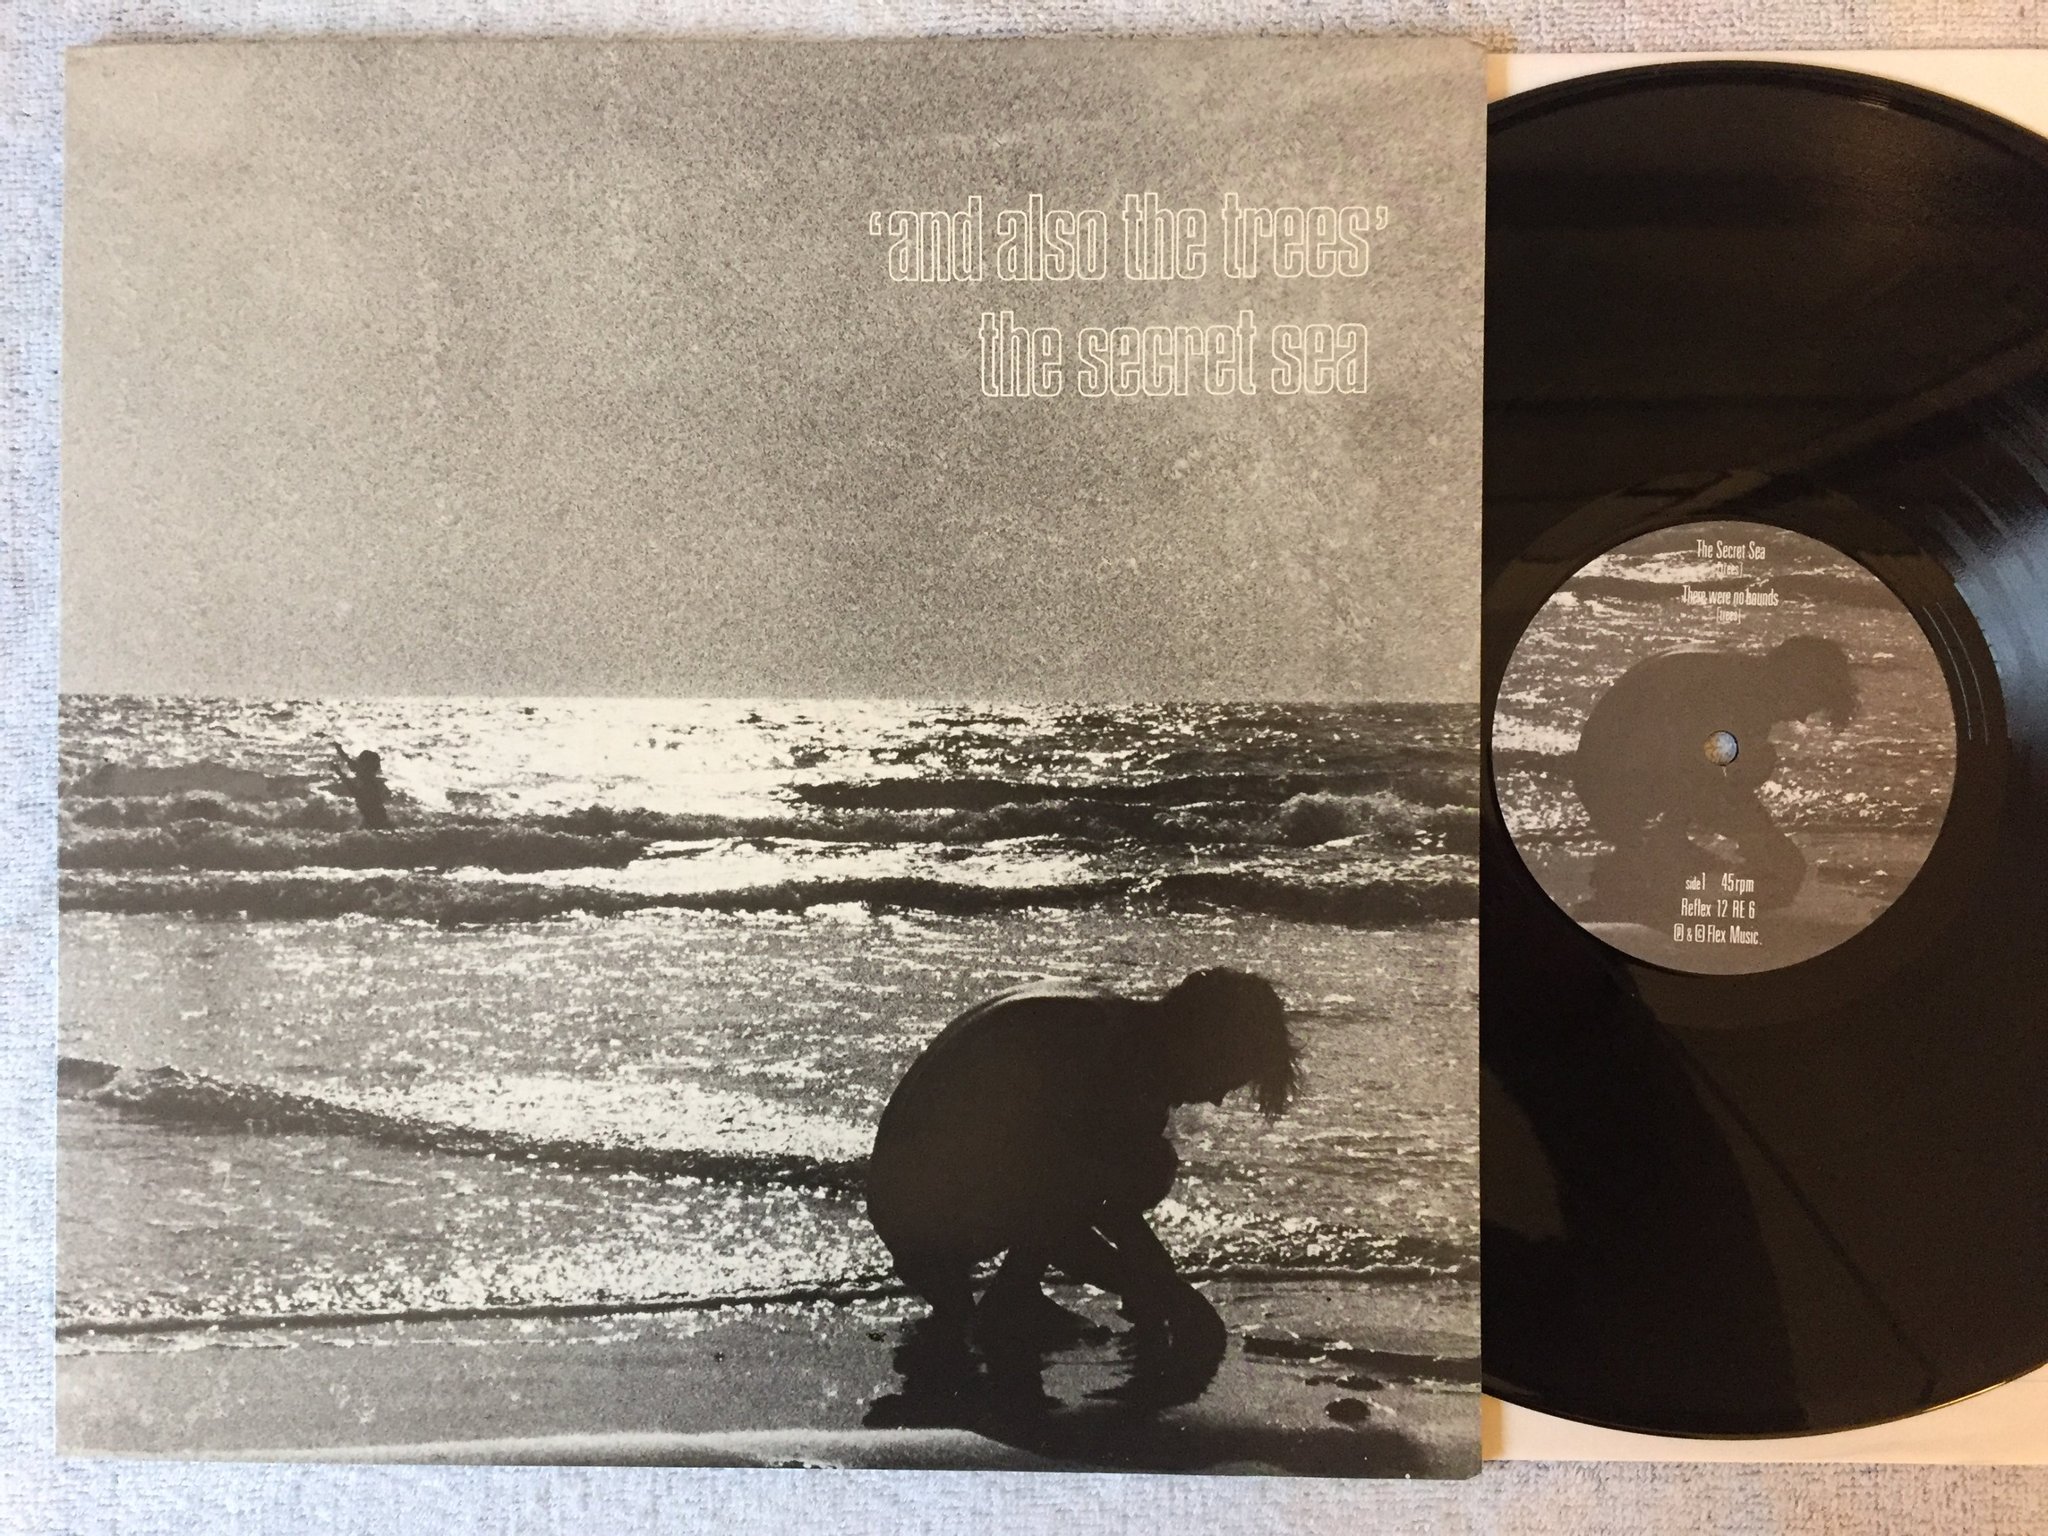 ‘and also the trees’
the secret sea
The Secret Sea
[trees]
There were no bounds
[trees]
side 1 45 rpm
Reflex 12 RE 6
Ⓟ & © Flex Music.